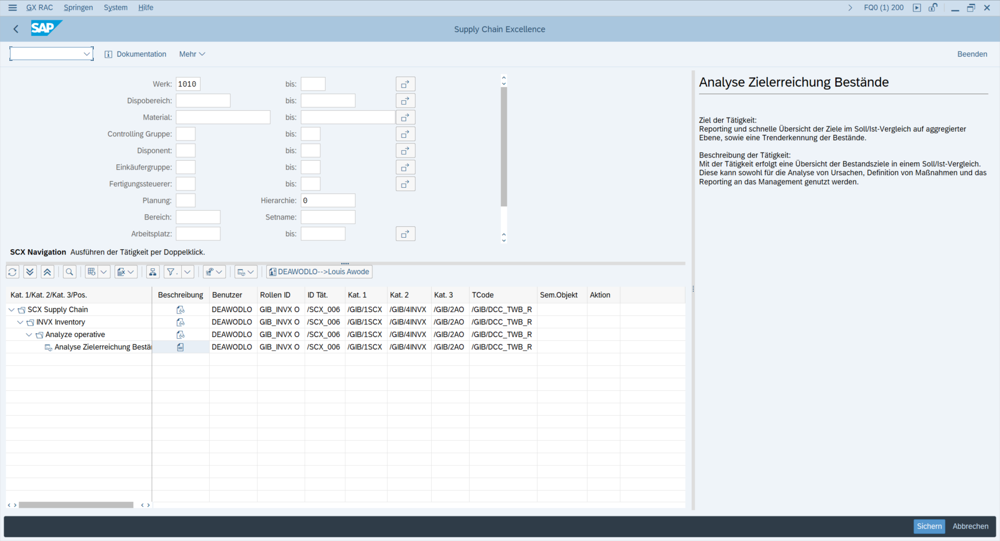 GX RAC Springen System Hilfe FQ0 (1) 200
SAP Supply Chain Excellence
Dokumentation Mehr Beenden
Werk: 1010 bis:
Dispobereich: bis:
Material: bis:
Controlling Gruppe: bis:
Disponent: bis:
Einkäufergruppe: bis:
Fertigungssteuerer: bis:
Planung: Hierarchie: 0
Bereich: Setname:
Arbeitsplatz: bis:
SCX Navigation Ausführen der Tätigkeit per Doppelklick.
DEAWODLO-->Louis Awode
Kat. 1/Kat. 2/Kat. 3/Pos. Beschreibung Benutzer Rollen ID ID Tät. Kat. 1 Kat. 2 Kat. 3 TCode Sem.Objekt Aktion
SCX Supply Chain DEAWODLO GIB_INVX O /SCX_006 /GIB/1SCX /GIB/4INVX /GIB/2AO /GIB/DCC_TWB_R
INVX Inventory DEAWODLO GIB_INVX O /SCX_006 /GIB/1SCX /GIB/4INVX /GIB/2AO /GIB/DCC_TWB_R
Analyze operative DEAWODLO GIB_INVX O /SCX_006 /GIB/1SCX /GIB/4INVX /GIB/2AO /GIB/DCC_TWB_R
Analyse Zielerreichung Bestär DEAWODLO GIB_INVX O /SCX_006 /GIB/1SCX /GIB/4INVX /GIB/2AO /GIB/DCC_TWB_R
Analyse Zielerreichung Bestände
Ziel der Tätigkeit:
Reporting und schnelle Übersicht der Ziele im Soll/Ist-Vergleich auf aggregierter
Ebene, sowie eine Trenderkennung der Bestände.
Beschreibung der Tätigkeit:
Mit der Tätigkeit erfolgt eine Übersicht der Bestandsziele in einem Soll/Ist-Vergleich.
Diese kann sowohl für die Analyse von Ursachen, Definition von Maßnahmen und das
Reporting an das Management genutzt werden.
Sichern Abbrechen